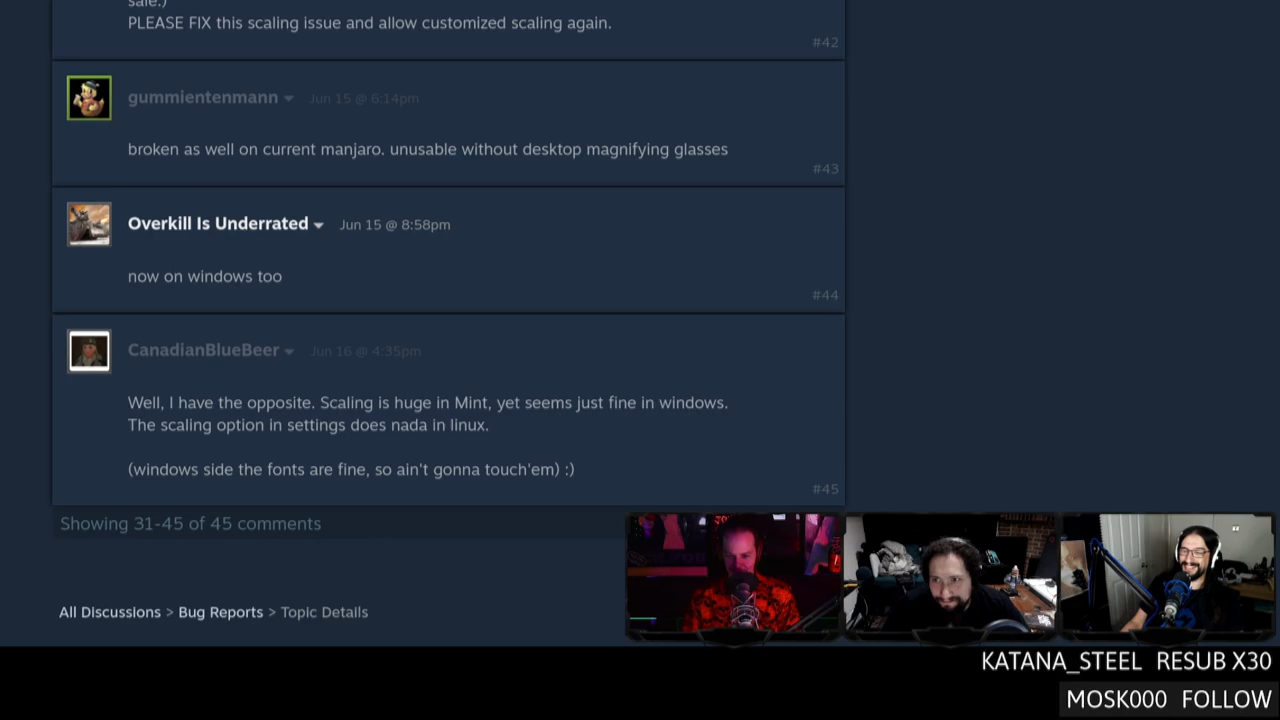 sale.)
PLEASE FIX this scaling issue and allow customized scaling again.
#42
gummientenmann Jun 15 @ 6:14pm
broken as well on current manjaro. unusable without desktop magnifying glasses
#43
Overkill Is Underrated Jun 15 @ 8:58pm
now on windows too
#44
CanadianBlueBeer Jun 16 @ 4:35pm
Well, I have the opposite. Scaling is huge in Mint, yet seems just fine in windows.
The scaling option in settings does nada in linux.
(windows side the fonts are fine, so ain't gonna touch'em) :)
#45
Showing 31-45 of 45 comments
All Discussions > Bug Reports > Topic Details
KATANA_STEEL RESUB X30
MOSK000 FOLLOW